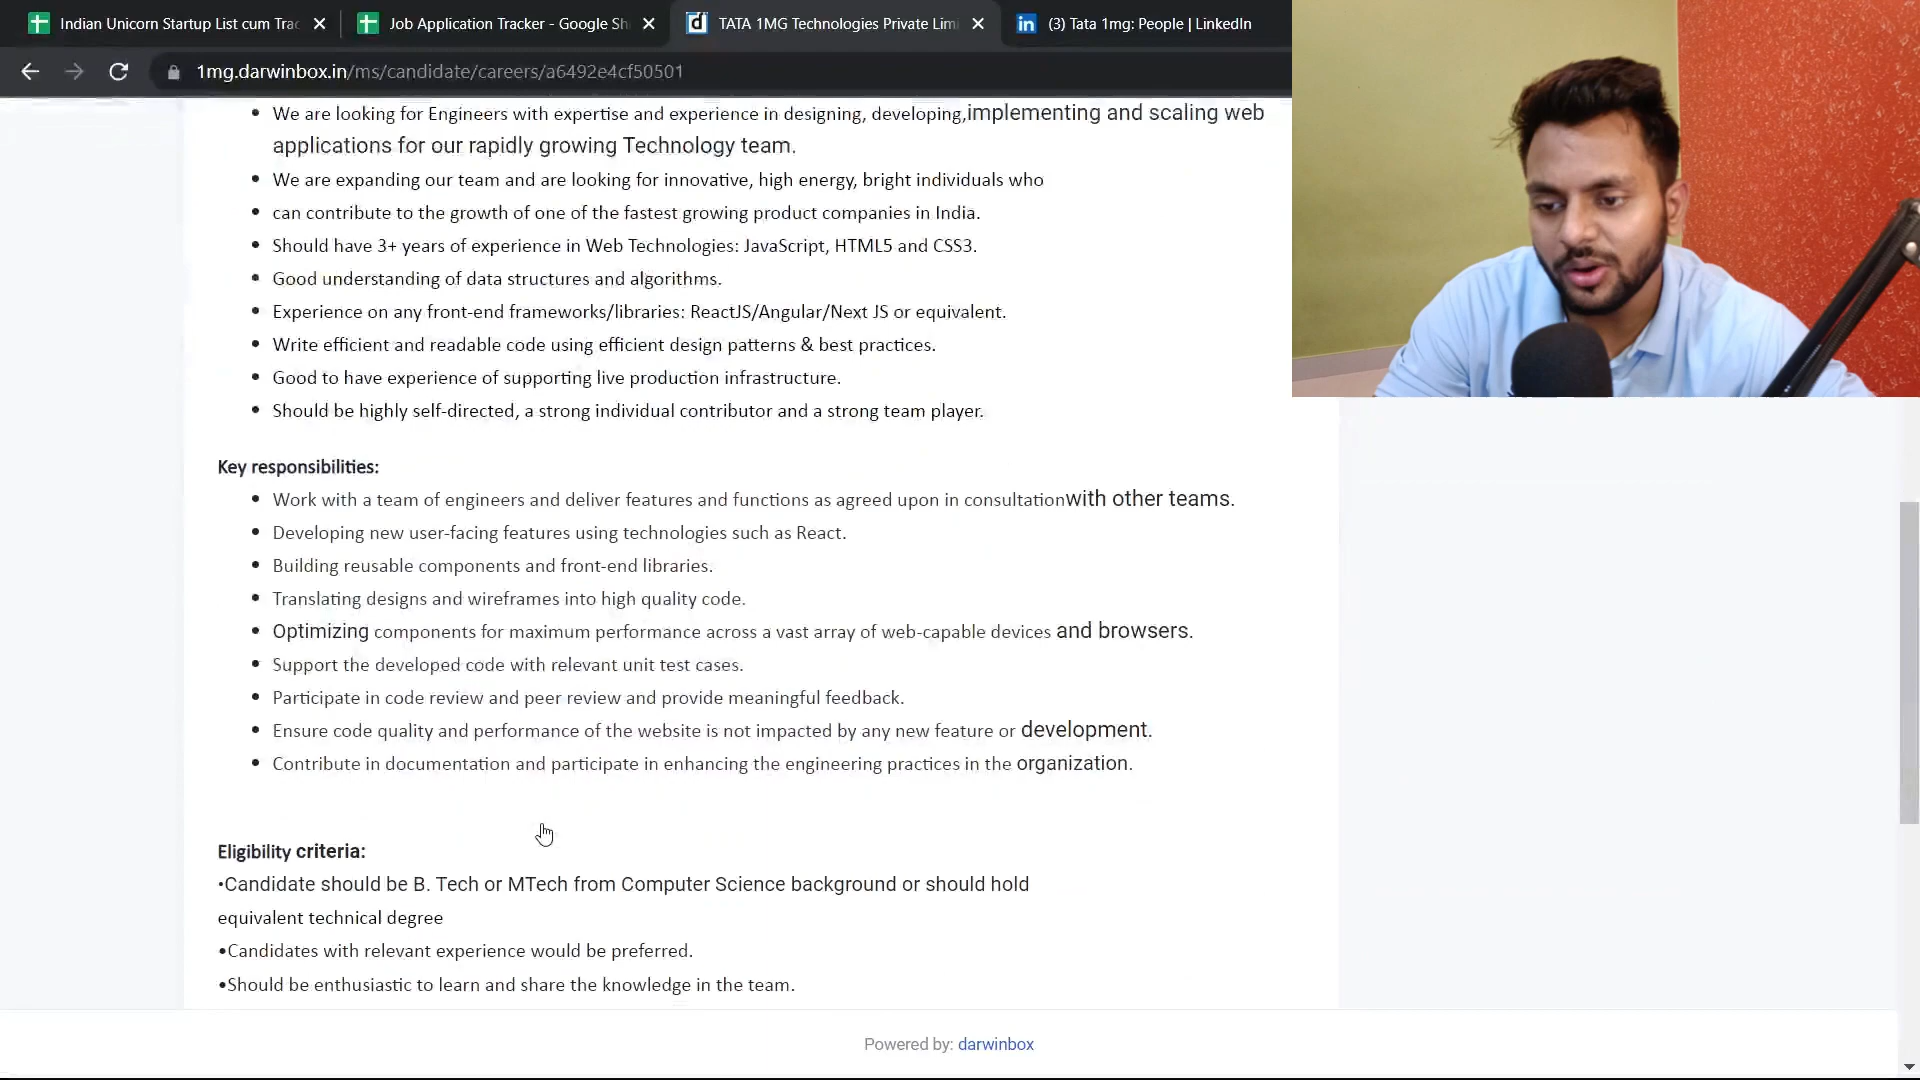 Indian Unicorn Startup List cum Trac
Job Application Tracker - Google Sh
TATA 1MG Technologies Private Lim
(3) Tata 1mg: People | LinkedIn
1mg.darwinbox.in/ms/candidate/careers/a6492e4cf50501
• We are looking for Engineers with expertise and experience in designing, developing,implementing and scaling web
applications for our rapidly growing Technology team.
• We are expanding our team and are looking for innovative, high energy, bright individuals who
• can contribute to the growth of one of the fastest growing product companies in India.
• Should have 3+ years of experience in Web Technologies: JavaScript, HTML5 and CSS3.
• Good understanding of data structures and algorithms.
• Experience on any front-end frameworks/libraries: ReactJS/Angular/Next JS or equivalent.
• Write efficient and readable code using efficient design patterns & best practices.
• Good to have experience of supporting live production infrastructure.
• Should be highly self-directed, a strong individual contributor and a strong team player.
Key responsibilities:
• Work with a team of engineers and deliver features and functions as agreed upon in consultationwith other teams.
• Developing new user-facing features using technologies such as React.
• Building reusable components and front-end libraries.
• Translating designs and wireframes into high quality code.
• Optimizing components for maximum performance across a vast array of web-capable devices and browsers.
• Support the developed code with relevant unit test cases.
• Participate in code review and peer review and provide meaningful feedback.
• Ensure code quality and performance of the website is not impacted by any new feature or development.
• Contribute in documentation and participate in enhancing the engineering practices in the organization.
Eligibility criteria:
•Candidate should be B. Tech or MTech from Computer Science background or should hold
equivalent technical degree
•Candidates with relevant experience would be preferred.
•Should be enthusiastic to learn and share the knowledge in the team.
Powered by: darwinbox